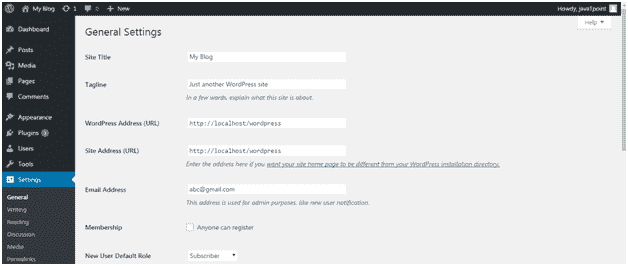 My Blog 1 0 + New Howdy, java1point
Help
Dashboard
Posts
Media
Pages
Comments
Appearance
Plugins
Users
Tools
Settings
General
Writing
Reading
Discussion
Media
Permalinks
General Settings
Site Title My Blog
Tagline Just another WordPress site
In a few words, explain what this site is about.
WordPress Address (URL) http://localhost/wordpress
Site Address (URL) http://localhost/wordpress
Enter the address here if you want your site home page to be different from your WordPress installation directory.
Email Address abc@gmail.com
This address is used for admin purposes, like new user notification.
Membership Anyone can register
New User Default Role Subscriber